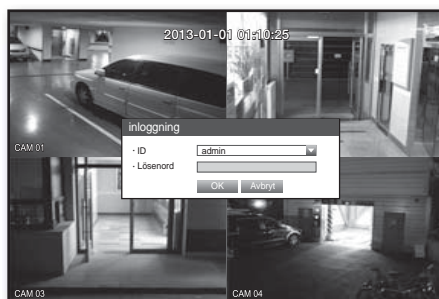 2013-01-01 01:10:25
inloggning
· ID admin
· Lösenord
OK Avbryt
CAM 01
CAM 03
CAM 04